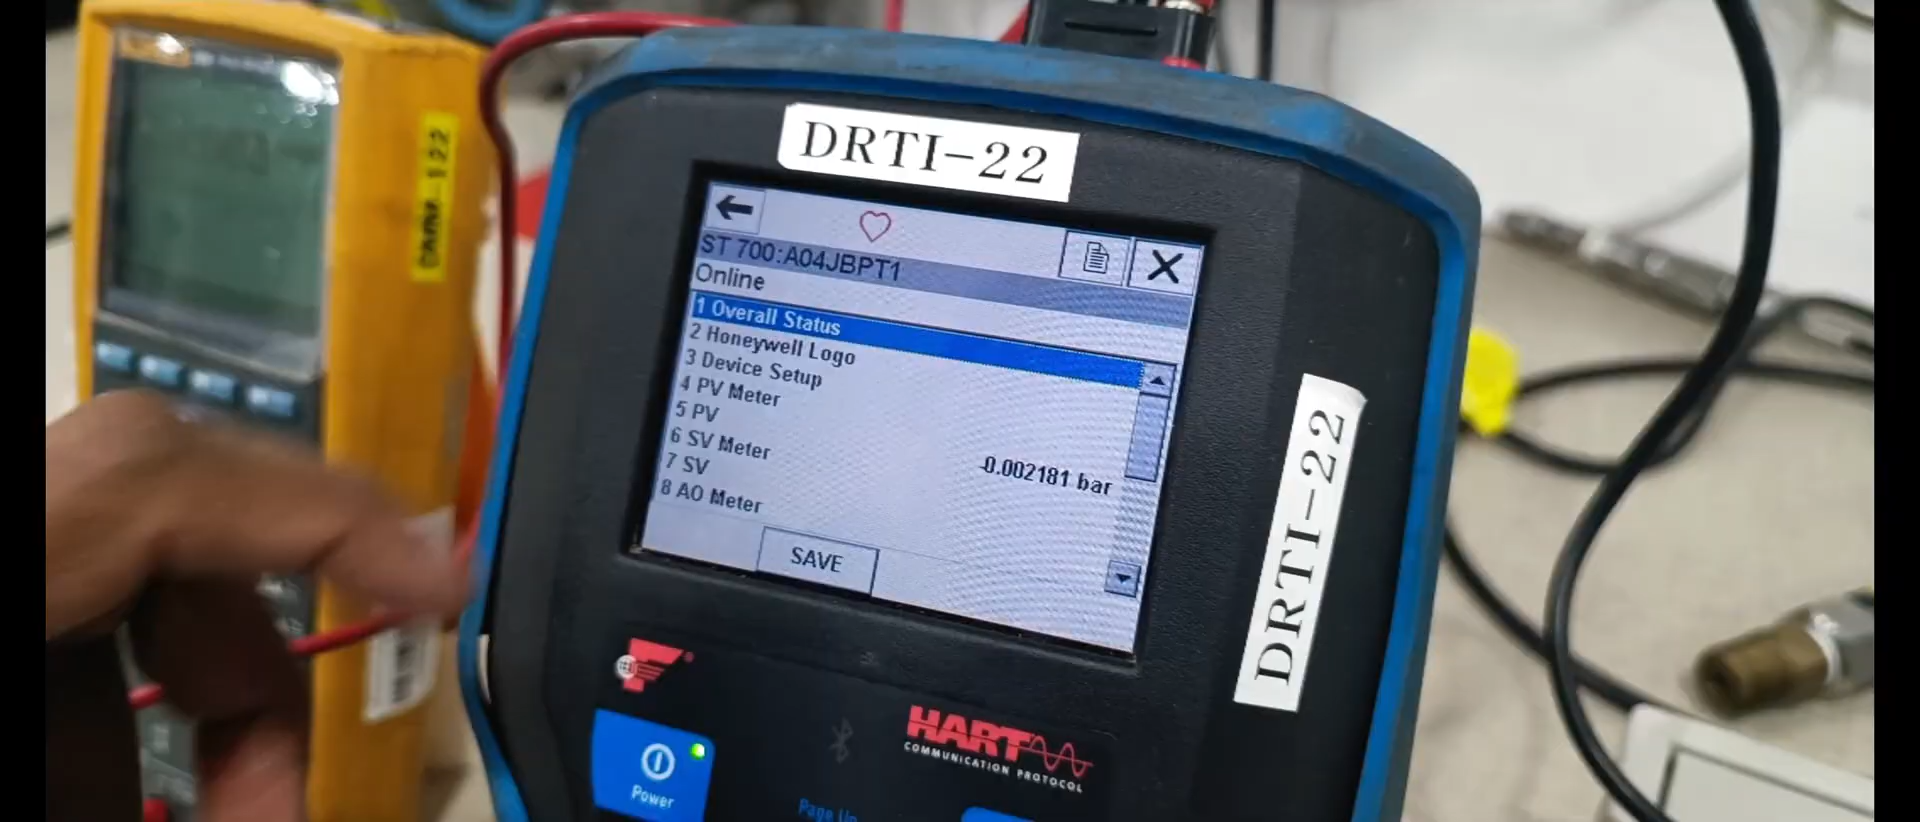 DRTI-22
ST 700:A04JBPT1
Online
1 Overall Status
2 Honeywell Logo
3 Device Setup
4 PV Meter
5 PV
-0.002181 bar
6 SV Meter
7 SV
8 AO Meter
SAVE
DRTI-22
HART
COMMUNICATION PROTOCOL
Power
Page Up